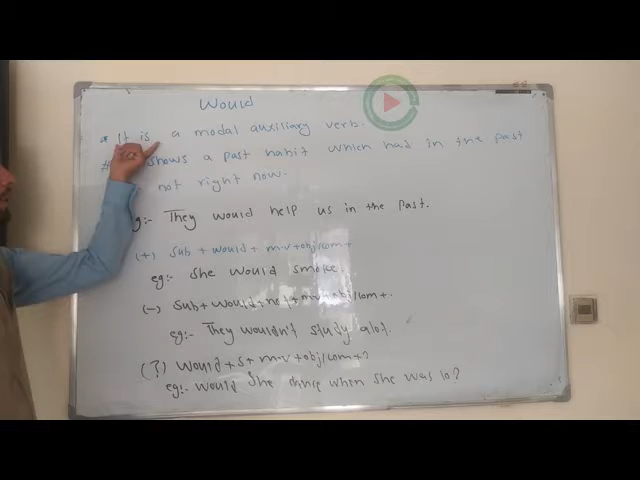 Would
* It is a modal auxiliary verb.
# shows a past habit which had in the past
not right now.
g:- They would help us in the past.
(+) Sub + would + m.v + obj/com +
eg:- She would smoke.
(-) Sub + would + not + m.v + obj/com + .
eg:- They wouldn't study alot.
(?) Would + s + m.v + obj/com + ?
eg:- would she dance when she was 10?